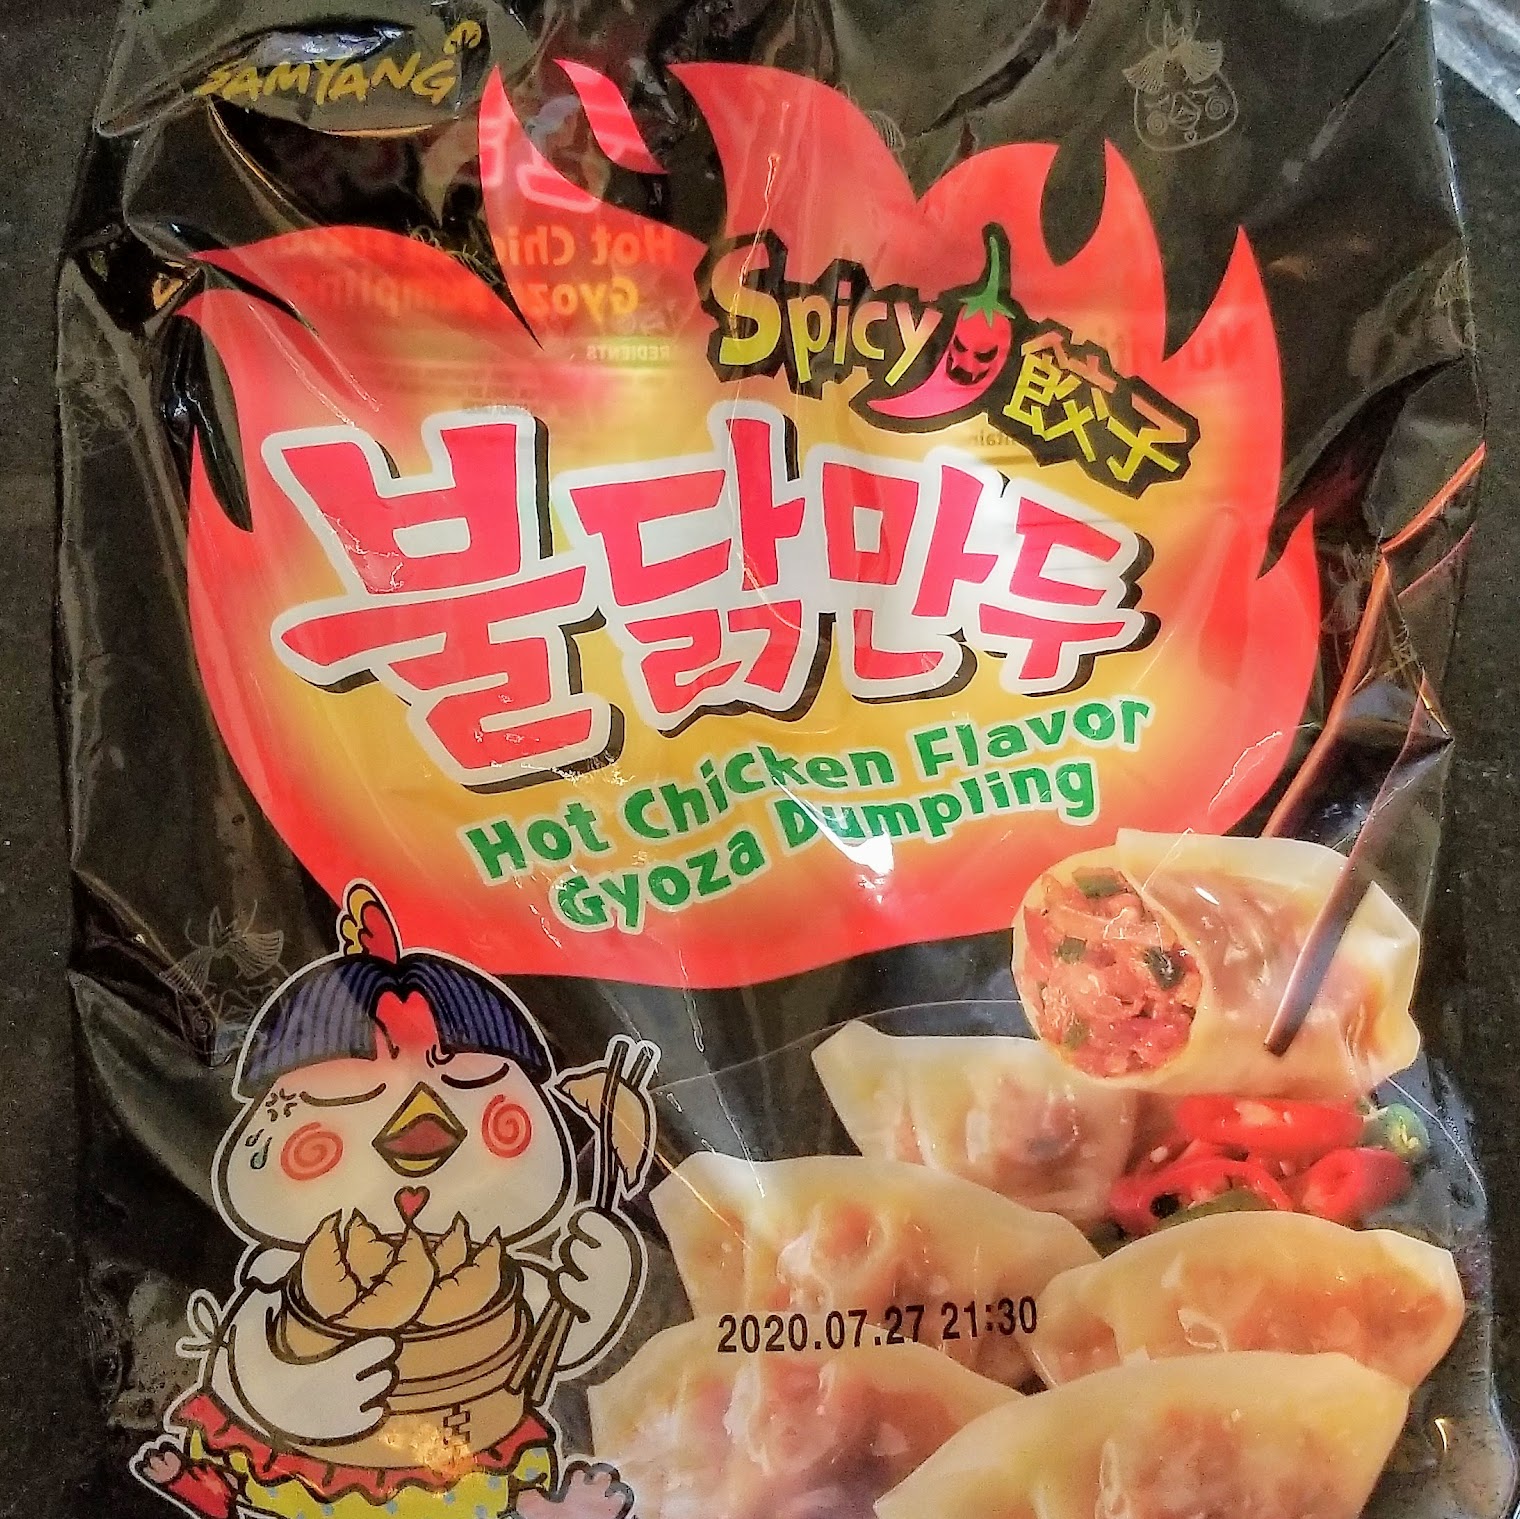 SAMYANG
Spicy 餃子
불닭만두
Hot Chicken Flavor
Gyoza Dumpling
2020.07.27 21:30